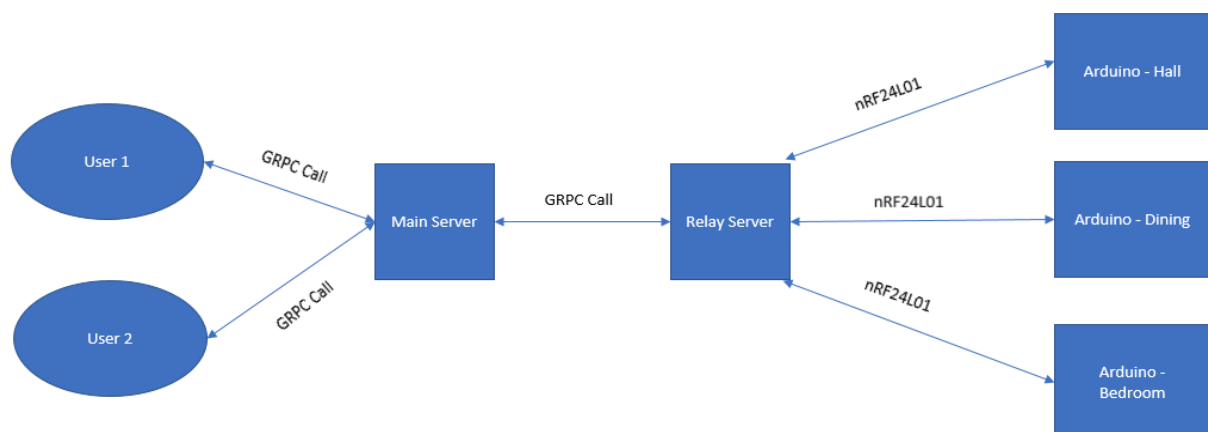 User 1
GRPC Call
User 2
GRPC Call
Main Server
GRPC Call
Relay Server
nRF24L01
Arduino - Hall
nRF24L01
Arduino - Dining
nRF24L01
Arduino -
Bedroom